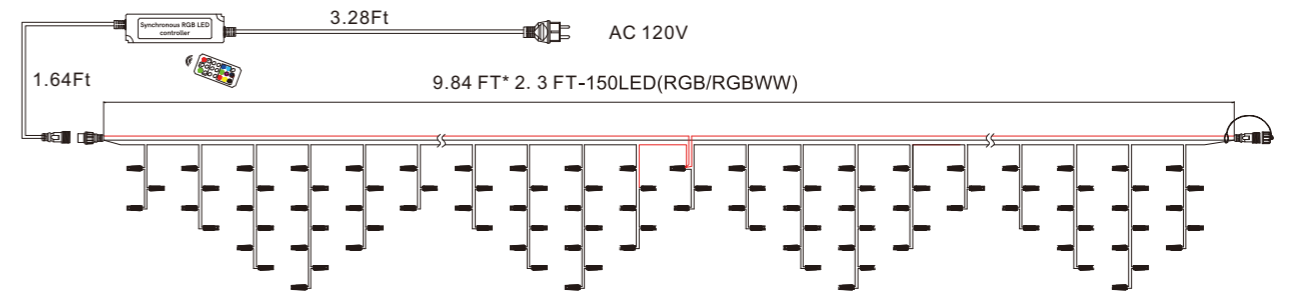 Synchronous RGB LED
controller
3.28Ft
AC 120V
1.64Ft
9.84 FT* 2. 3 FT-150LED(RGB/RGBWW)